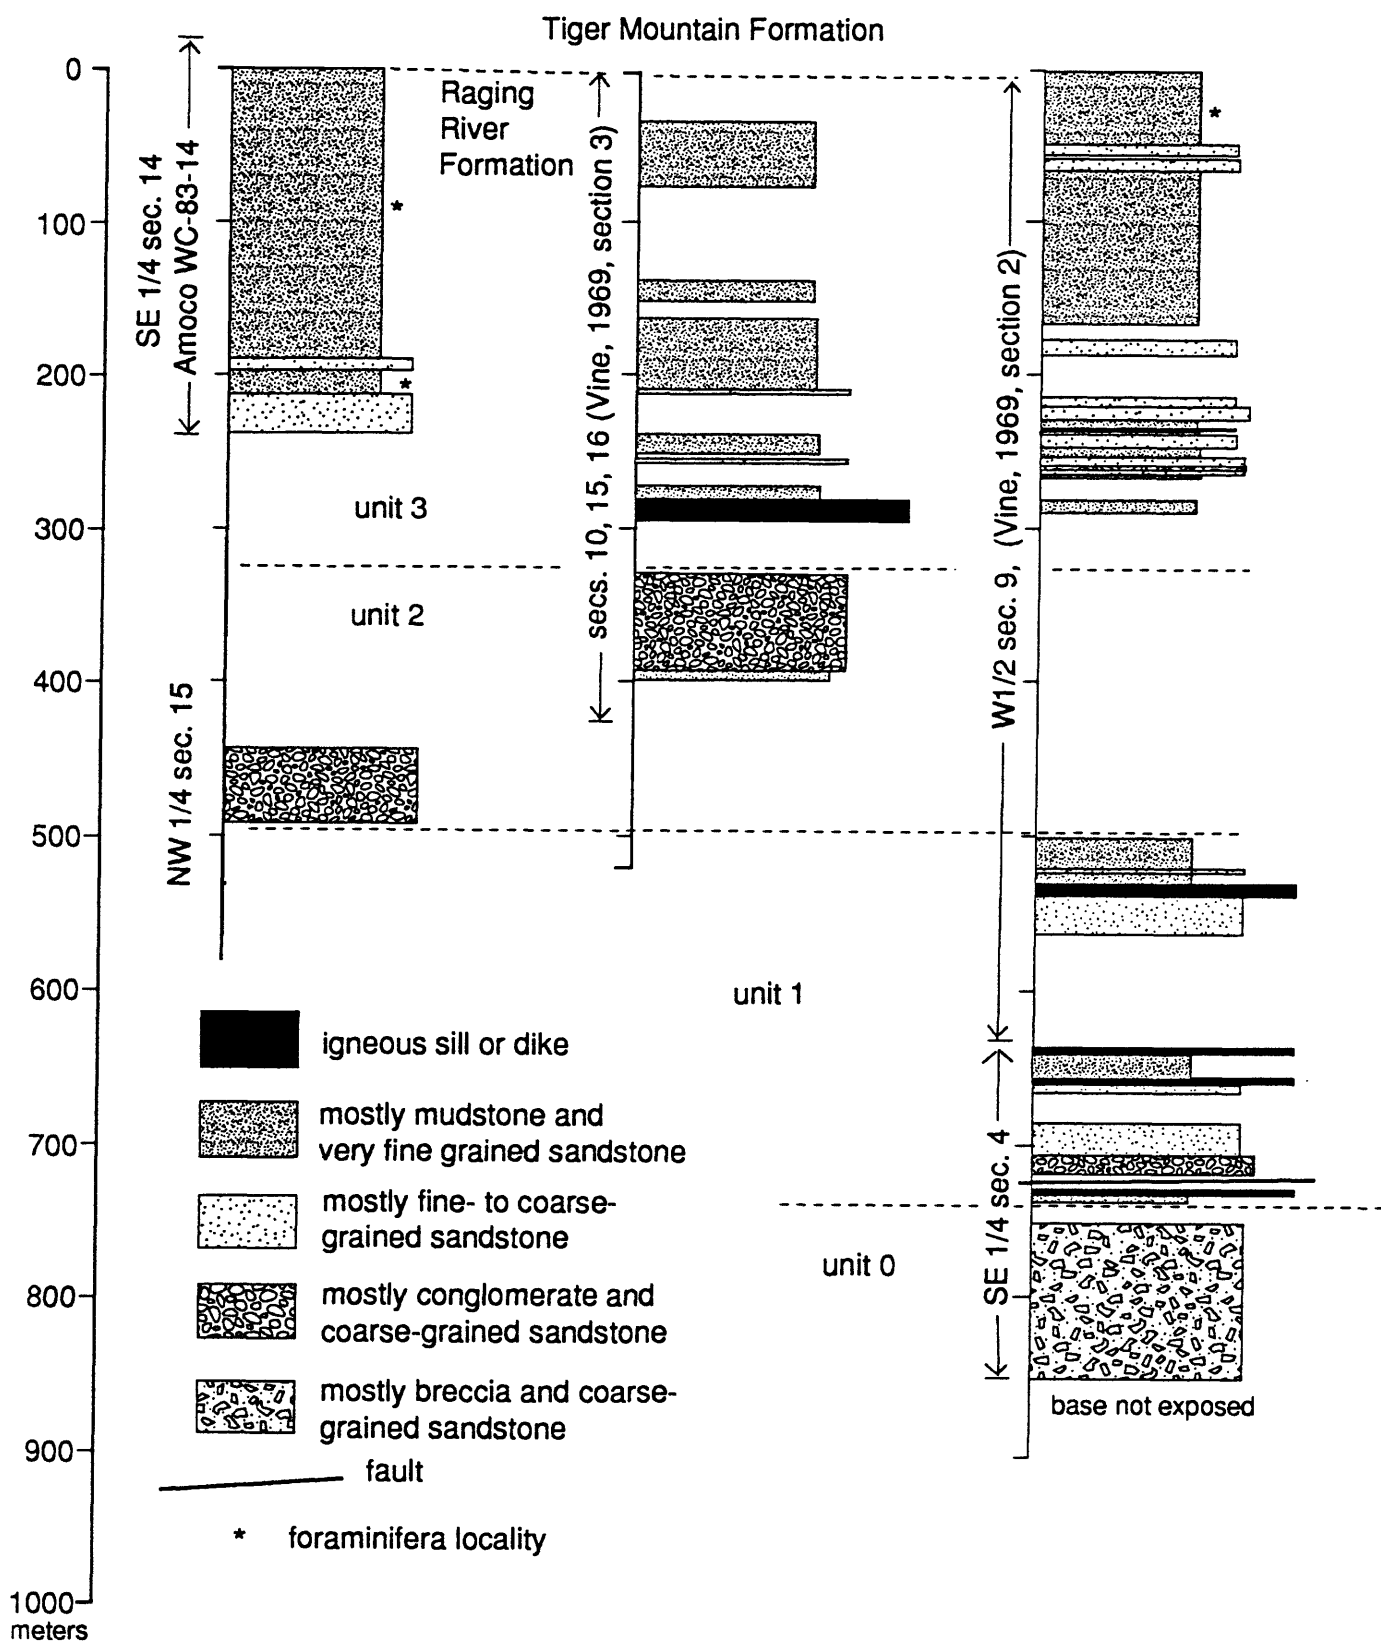 Tiger Mountain Formation
0
100
200
300
400
500
600
700
800
900
1000
meters
SE 1/4 sec. 14
Amoco WC-83-14
NW 1/4 sec. 15
Raging
River
Formation
*
*
unit 3
unit 2
secs. 10, 15, 16 (Vine, 1969, section 3)
W1/2 sec. 9, (Vine, 1969, section 2)
*
SE 1/4 sec. 4
unit 1
unit 0
base not exposed
igneous sill or dike
mostly mudstone and
very fine grained sandstone
mostly fine- to coarse-
grained sandstone
mostly conglomerate and
coarse-grained sandstone
mostly breccia and coarse-
grained sandstone
fault
* foraminifera locality